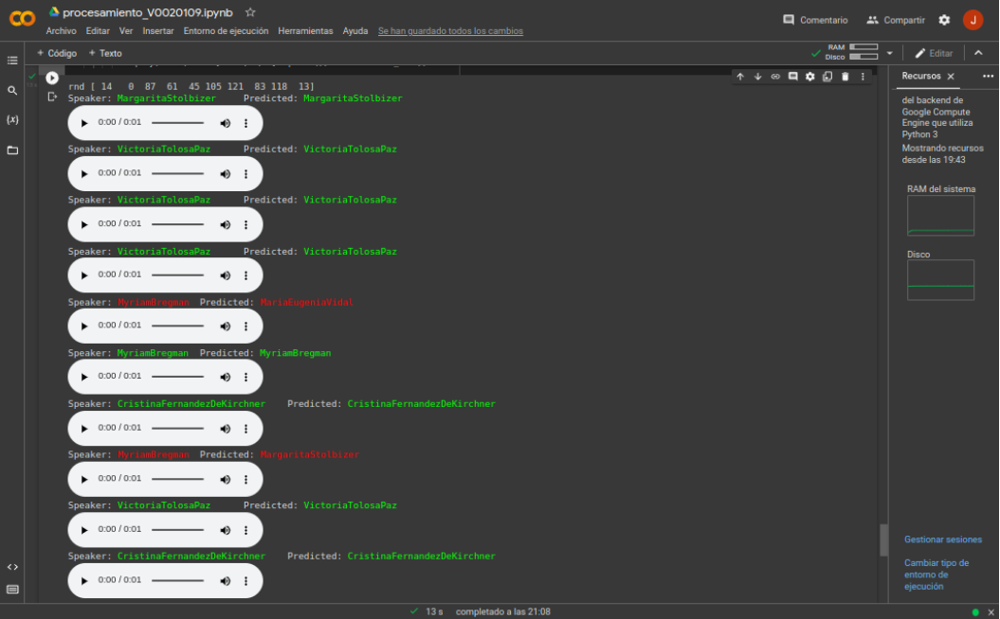 procesamiento_V0020109.ipynb
Comentario
Compartir
J
Archivo Editar Ver Insertar Entorno de ejecución Herramientas Ayuda Se han guardado todos los cambios
+ Código + Texto
RAM
Disco
Editar
Recursos
rnd [ 14 0 87 61 45 105 121 83 118 13]
Speaker: MargaritaStolbizer Predicted: MargaritaStolbizer
0:00 / 0:01
Speaker: VictoriaTolosaPaz Predicted: VictoriaTolosaPaz
0:00 / 0:01
Speaker: VictoriaTolosaPaz Predicted: VictoriaTolosaPaz
0:00 / 0:01
Speaker: VictoriaTolosaPaz Predicted: VictoriaTolosaPaz
0:00 / 0:01
Speaker: MyriamBregman Predicted: MariaEugeniaVidal
0:00 / 0:01
Speaker: MyriamBregman Predicted: MyriamBregman
0:00 / 0:01
Speaker: CristinaFernandezDeKirchner Predicted: CristinaFernandezDeKirchner
0:00 / 0:01
Speaker: MyriamBregman Predicted: MargaritaStolbizer
0:00 / 0:01
Speaker: VictoriaTolosaPaz Predicted: VictoriaTolosaPaz
0:00 / 0:01
Speaker: CristinaFernandezDeKirchner Predicted: CristinaFernandezDeKirchner
0:00 / 0:01
del backend de
Google Compute
Engine que utiliza
Python 3
Mostrando recursos
desde las 19:43
RAM del sistema
Disco
Gestionar sesiones
Cambiar tipo de
entorno de
ejecución
13 s completado a las 21:08